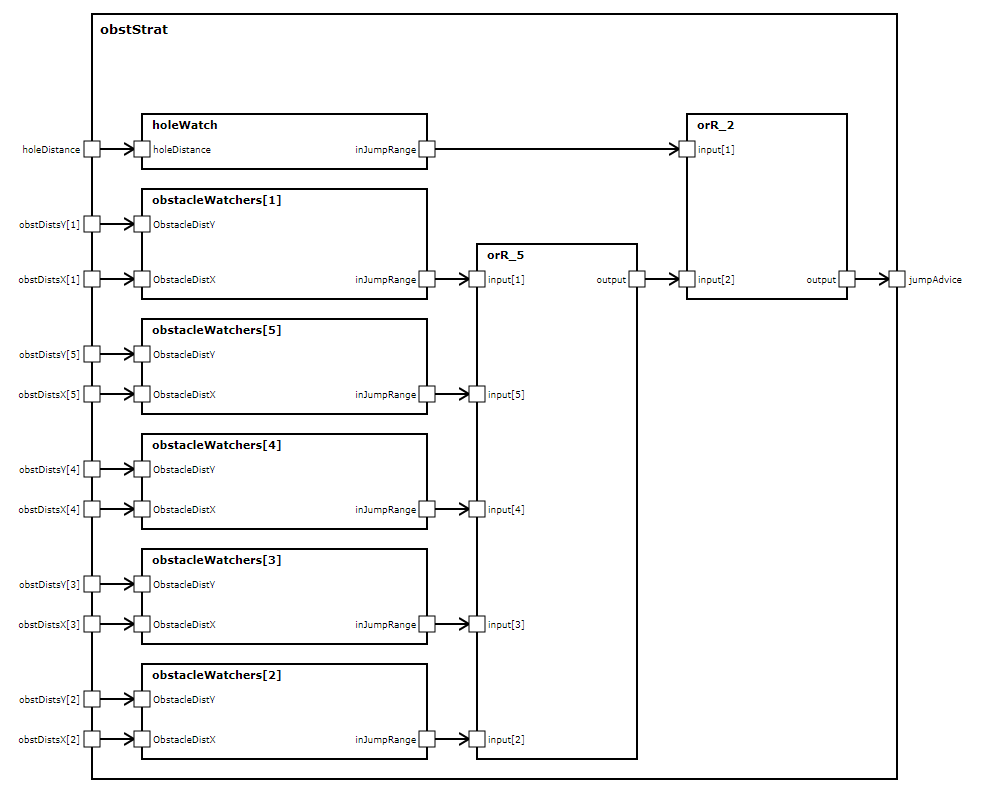 obstStrat
holeWatch
orR_2
holeDistance
holeDistance
inJumpRange
input[1]
obstacleWatchers[1]
obstDistsY[1]
ObstacleDistY
orR_5
obstDistsX[1]
ObstacleDistX
inJumpRange
input[1]
output
input[2]
output
jumpAdvice
obstacleWatchers[5]
obstDistsY[5]
ObstacleDistY
obstDistsX[5]
ObstacleDistX
inJumpRange
input[5]
obstacleWatchers[4]
obstDistsY[4]
ObstacleDistY
obstDistsX[4]
ObstacleDistX
inJumpRange
input[4]
obstacleWatchers[3]
obstDistsY[3]
ObstacleDistY
obstDistsX[3]
ObstacleDistX
inJumpRange
input[3]
obstacleWatchers[2]
obstDistsY[2]
ObstacleDistY
obstDistsX[2]
ObstacleDistX
inJumpRange
input[2]